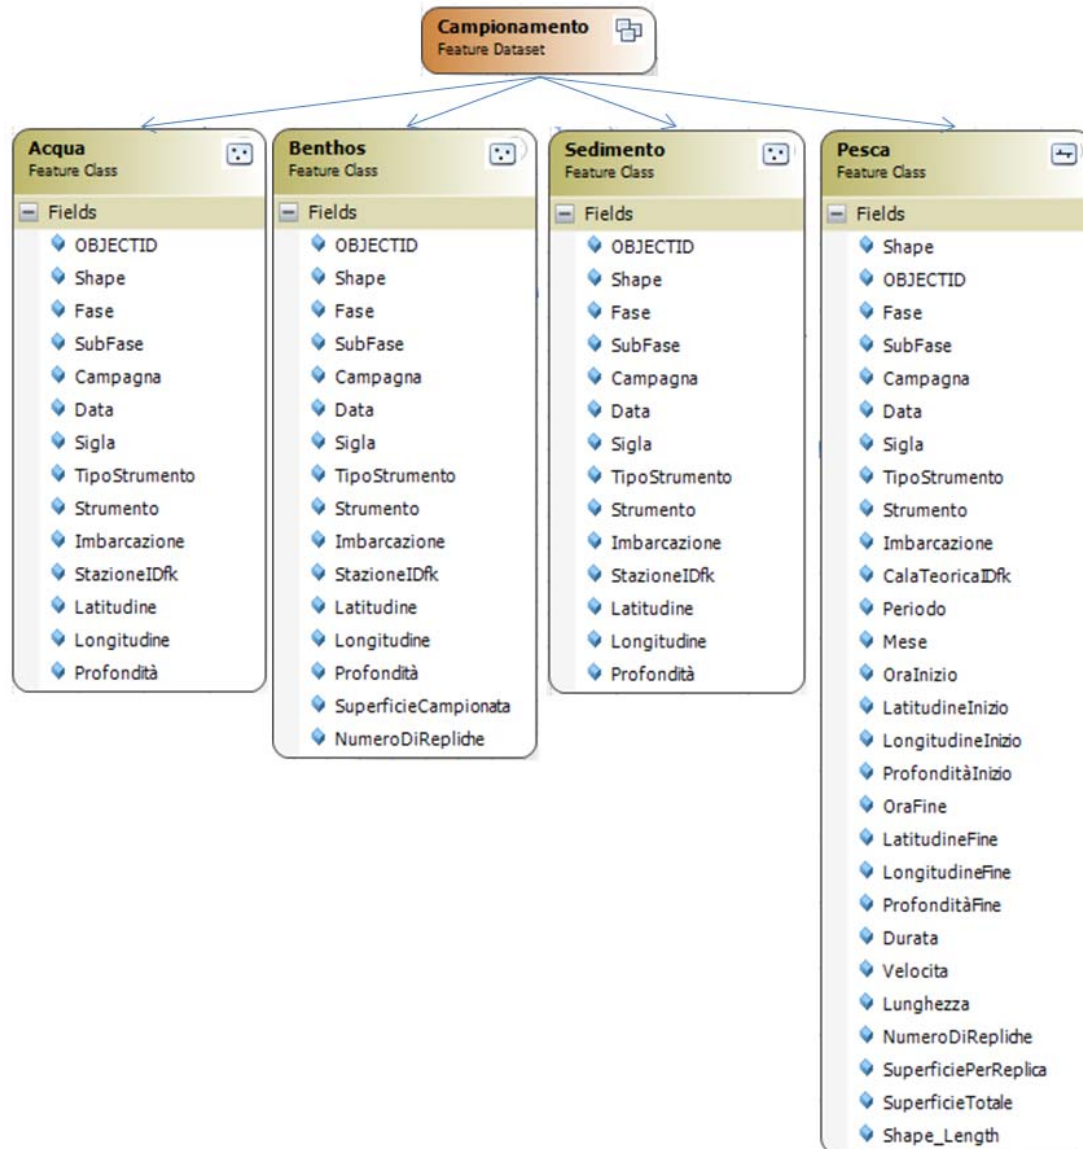 Campionamento
Feature Dataset
Acqua
Feature Class
Fields
OBJECTID
Shape
Fase
SubFase
Campagna
Data
Sigla
TipoStrumento
Strumento
Imbarcazione
StazioneIDfk
Latitudine
Longitudine
Profondità
Benthos
Feature Class
Fields
OBJECTID
Shape
Fase
SubFase
Campagna
Data
Sigla
TipoStrumento
Strumento
Imbarcazione
StazioneIDfk
Latitudine
Longitudine
Profondità
SuperficieCampionata
NumeroDiRepliche
Sedimento
Feature Class
Fields
OBJECTID
Shape
Fase
SubFase
Campagna
Data
Sigla
TipoStrumento
Strumento
Imbarcazione
StazioneIDfk
Latitudine
Longitudine
Profondità
Pesca
Feature Class
Fields
Shape
OBJECTID
Fase
SubFase
Campagna
Data
Sigla
TipoStrumento
Strumento
Imbarcazione
CalaTeoricaIDfk
Periodo
Mese
OraInizio
LatitudineInizio
LongitudineInizio
ProfonditàInizio
OraFine
LatitudineFine
LongitudineFine
ProfonditàFine
Durata
Velocita
Lunghezza
NumeroDiRepliche
SuperficiePerReplica
SuperficieTotale
Shape_Length